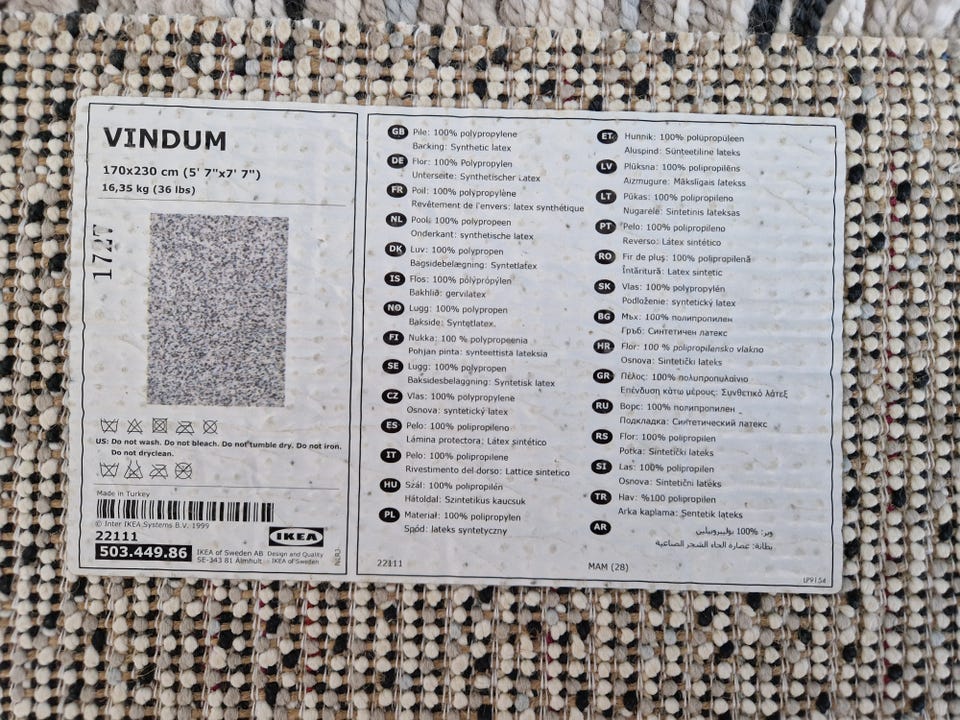 VINDUM
170x230 cm (5' 7"x7' 7")
16,35 kg (36 lbs)
1727
US: Do not wash. Do not bleach. Do not tumble dry. Do not iron.
Do not dryclean.
Made in Turkey
© Inter IKEA Systems B.V. 1999
22111
503.449.86
IKEA
IKEA of Sweden AB
SE-343 81 Älmhult
Design and Quality
IKEA of Sweden
GB Pile: 100% polypropylene
Backing: Synthetic latex
DE Flor: 100% Polypropylen
Unterseite: Synthetischer Latex
FR Poil: 100% polypropylène
Revêtement de l'envers: latex synthétique
NL Pool: 100% polypropeen
Onderkant: synthetische latex
DK Luv: 100% polypropen
Bagsidebelægning: Syntetlatex
IS Flos: 100% pólýprópýlen
Bakhlið: gervilatex
NO Lugg: 100% polypropen
Bakside: Syntetlatex
FI Nukka: 100% polypropeenia
Pohjan pinta: synteettista lateksia
SE Lugg: 100% polypropen
Baksidesbelaggning: Syntetisk latex
CZ Vlas: 100% polypropylene
Osnova: syntetický latex
ES Pelo: 100% polipropileno
Lámina protectora: Látex sintético
IT Pelo: 100% polipropilene
Rivestimento del dorso: Lattice sintetico
HU Szál: 100% polipropilén
Hátoldal: Szintetikus kaucsuk
PL Materiał: 100% polipropylen
Spód: lateks syntetyczny
22111
ET Hunnik: 100% polüpropüleen
Aluspind: Sünteetiline lateks
LV Plūksna: 100% polipropilēns
Aizmugure: Mākslīgais latekss
LT Pūkas: 100% polipropileno
Nugarėlė: Sintetinis lateksas
PT Pelo: 100% polipropileno
Reverso: Látex sintético
RO Fir de pluş: 100% polipropilenă
Întăritură: Latex sintetic
SK Vlas: 100% polypropylén
Podloženie: syntetický latex
BG Мъх: 100% полипропилен
Гръб: Синтетичен латекс
HR Flor: 100 % polipropilensko vlakno
Osnova: Sintetički lateks
GR Πέλος: 100% πολυπροπυλαίνιο
Επένδυση κάτω μέρους: Συνθετικό λάτεξ
RU Ворс: 100% полипропилен
Подкладка: Синтетический латекс
RS Flor: 100% polipropilen
Potka: Sintetički lateks
SI Las: 100% polipropilen
Osnova: Sintetični lateks
TR Hav: %100 polipropilen
Arka kaplama: Sentetik lateks
AR وبر: 100% بوليبروبيلين
بطانة: عصارة لحاء الشجر الصناعية
MAM (28)
LP9154